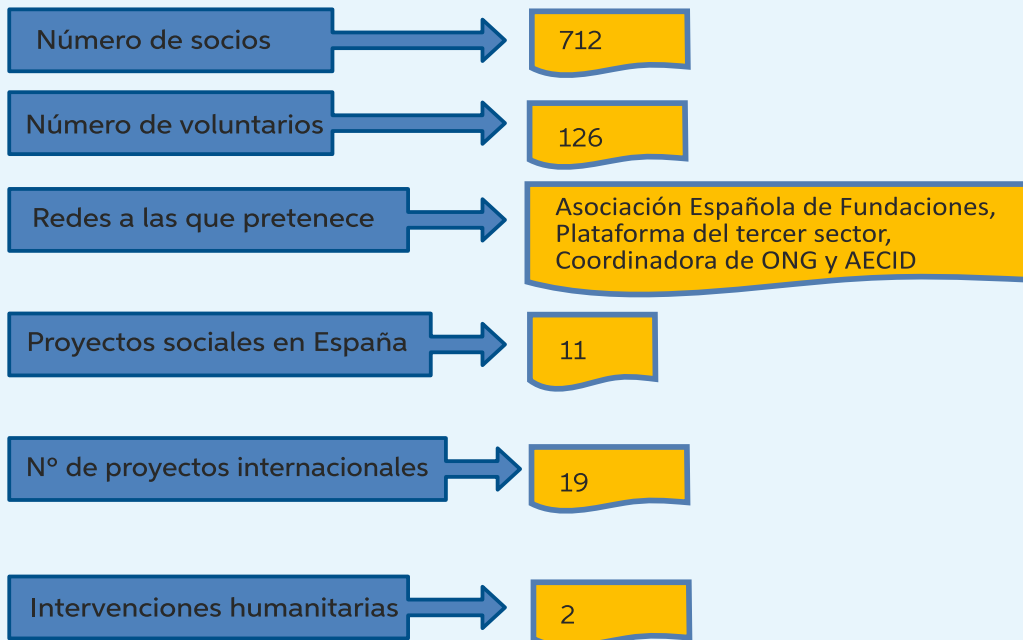 Número de socios
712
Número de voluntarios
126
Redes a las que pretenece
Asociación Española de Fundaciones,
Plataforma del tercer sector,
Coordinadora de ONG y AECID
Proyectos sociales en España
11
Nº de proyectos internacionales
19
Intervenciones humanitarias
2